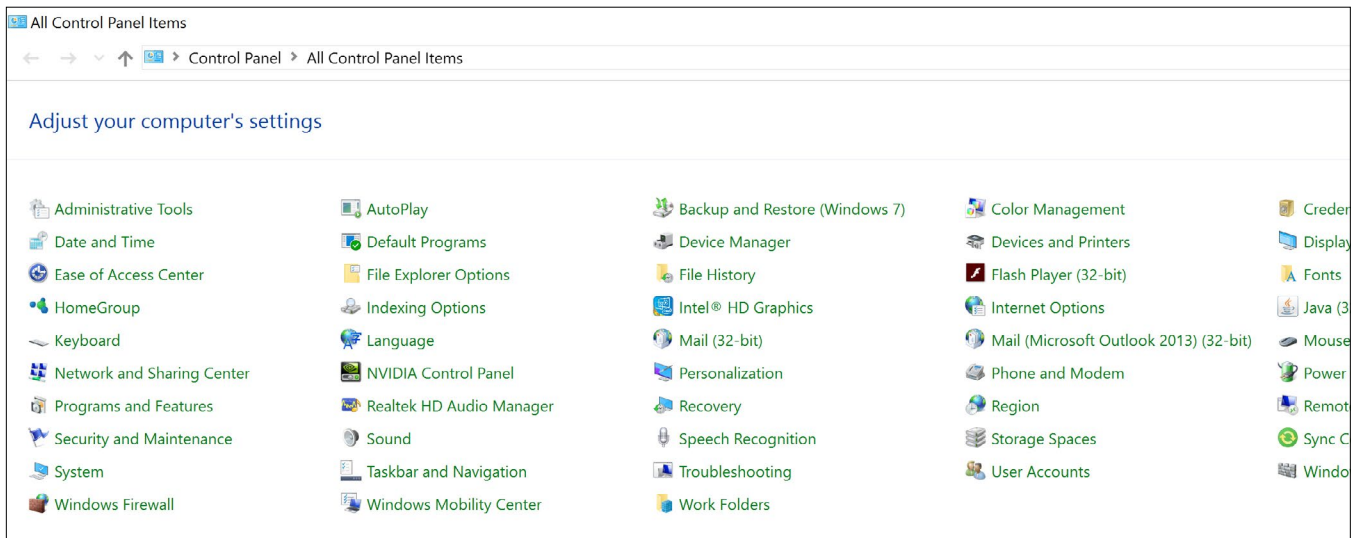 All Control Panel Items
Control Panel > All Control Panel Items
Adjust your computer's settings
Administrative Tools AutoPlay Backup and Restore (Windows 7) Color Management
Date and Time Default Programs Device Manager Devices and Printers Display
Ease of Access Center File Explorer Options File History Flash Player (32-bit) Fonts
HomeGroup Indexing Options Intel® HD Graphics Internet Options Java (3
Keyboard Language Mail (32-bit) Mail (Microsoft Outlook 2013) (32-bit) Mouse
Network and Sharing Center NVIDIA Control Panel Personalization Phone and Modem Power
Programs and Features Realtek HD Audio Manager Recovery Region
Security and Maintenance Sound Speech Recognition Storage Spaces Sync C
System Taskbar and Navigation Troubleshooting User Accounts
Windows Firewall Windows Mobility Center Work Folders